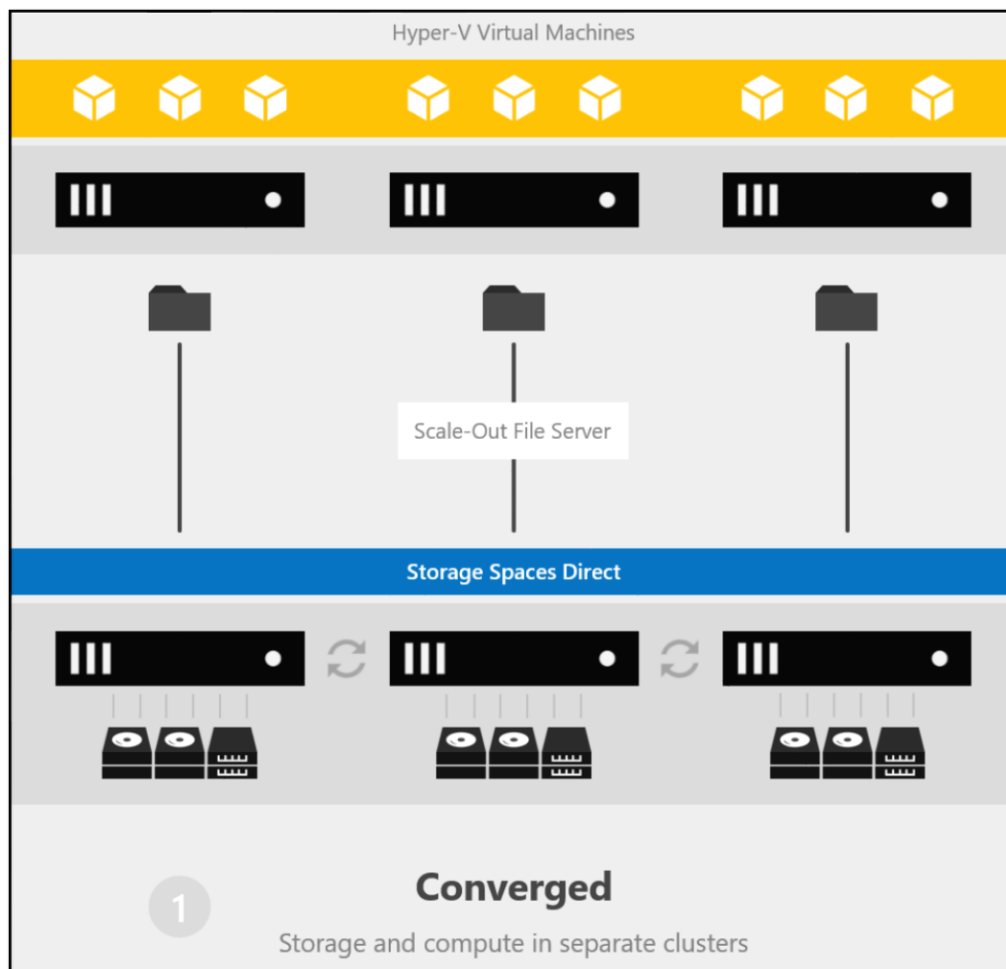 Hyper-V Virtual Machines
Scale-Out File Server
Storage Spaces Direct
1
Converged
Storage and compute in separate clusters